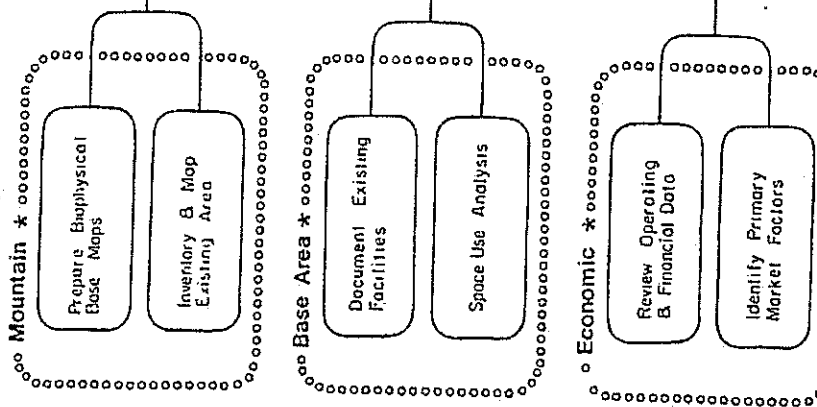 Mountain *
Prepare Biophysical
Base Maps
Inventory & Map
Existing Area
Base Area *
Document Existing
Facilities
Space Use Analysis
Economic *
Review Operating
& Financial Data
Identify Primary
Market Factors